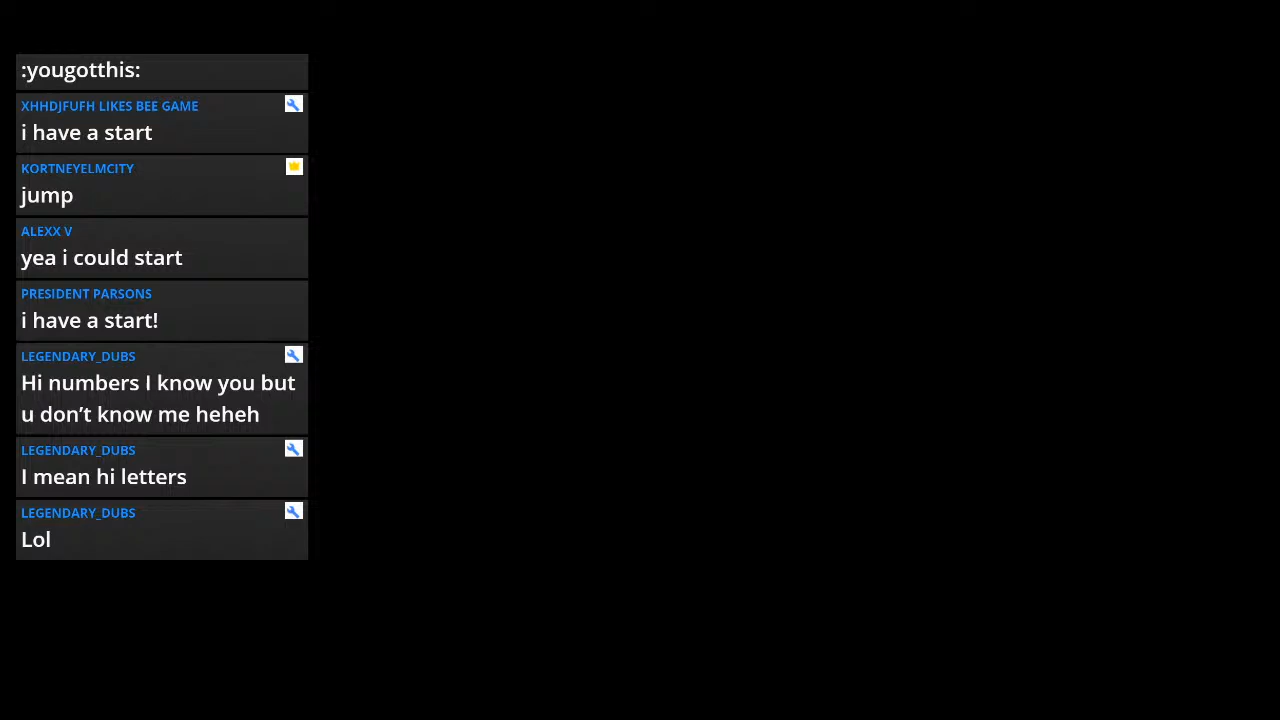 :yougotthis:
XHHDJFUFH LIKES BEE GAME
i have a start
KORTNEYELMCITY
jump
ALEXX V
yea i could start
PRESIDENT PARSONS
i have a start!
LEGENDARY_DUBS
Hi numbers I know you but
u don’t know me heheh
LEGENDARY_DUBS
I mean hi letters
LEGENDARY_DUBS
Lol